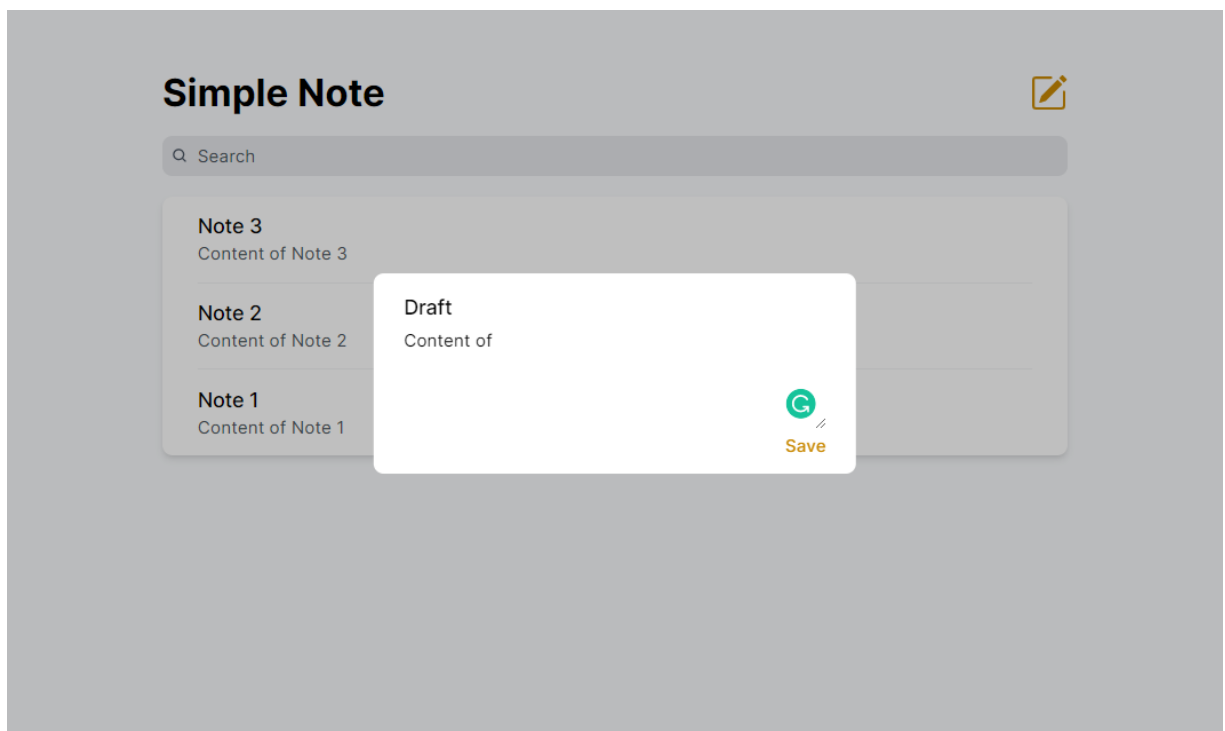 Simple Note
Search
Note 3
Content of Note 3
Note 2
Content of Note 2
Note 1
Content of Note 1
Draft
Content of
Save